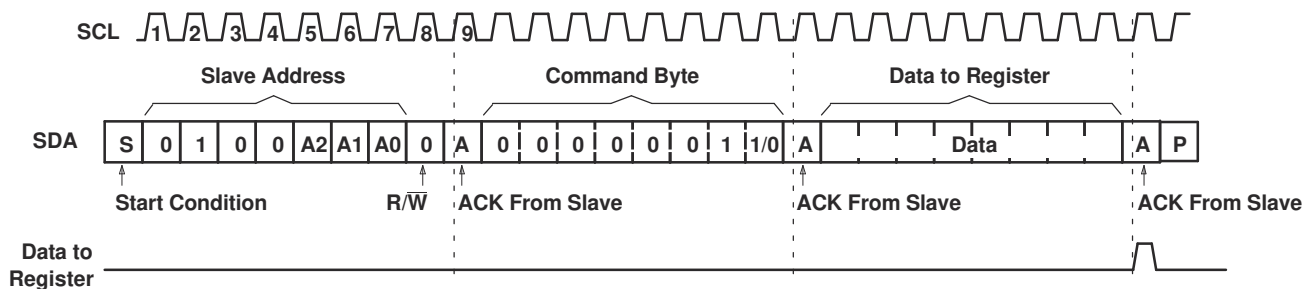 SCL 1 2 3 4 5 6 7 8 9
Slave Address Command Byte Data to Register
SDA S 0 1 0 0 A2 A1 A0 0 A 0 0 0 0 0 0 1 1/0 A Data A P
Start Condition R/W̅ ACK From Slave ACK From Slave ACK From Slave
Data to
Register